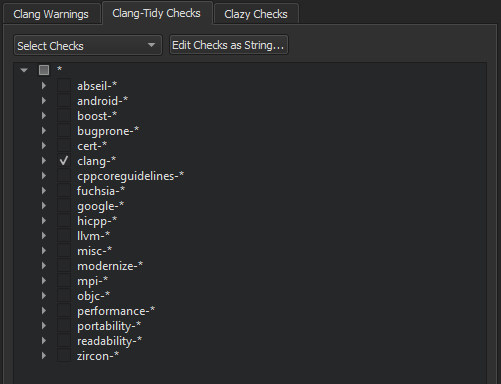 Clang Warnings Clang-Tidy Checks Clazy Checks
Select Checks Edit Checks as String...
*
abseil-*
android-*
boost-*
bugprone-*
cert-*
clang-*
cppcoreguidelines-*
fuchsia-*
google-*
hicpp-*
llvm-*
misc-*
modernize-*
mpi-*
objc-*
performance-*
portability-*
readability-*
zircon-*